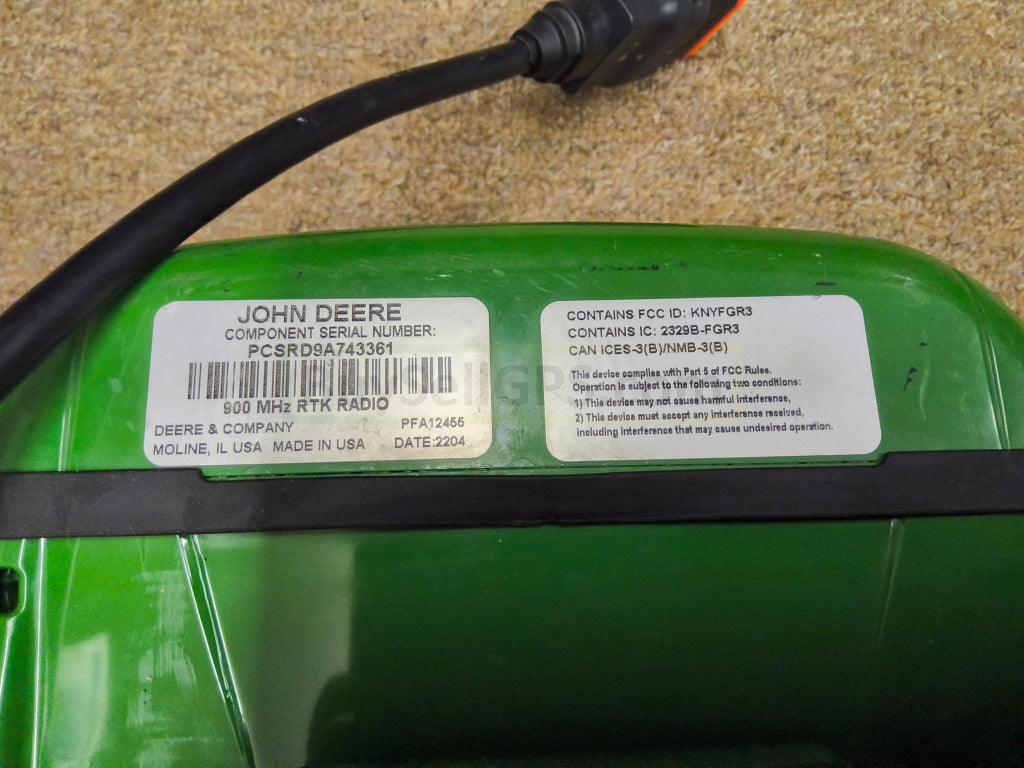 JOHN DEERE
COMPONENT SERIAL NUMBER:
PCSRD9A743361
900 MHz RTK RADIO
DEERE & COMPANY PFA12455
MOLINE, IL USA MADE IN USA DATE:2204
CONTAINS FCC ID: KNYFGR3
CONTAINS IC: 2329B-FGR3
CAN ICES-3(B)/NMB-3(B)
This device complies with Part 5 of FCC Rules.
Operation is subject to the following two conditions:
1) This device may not cause harmful interference,
2) This device must accept any interference received,
including interference that may cause undesired operation.